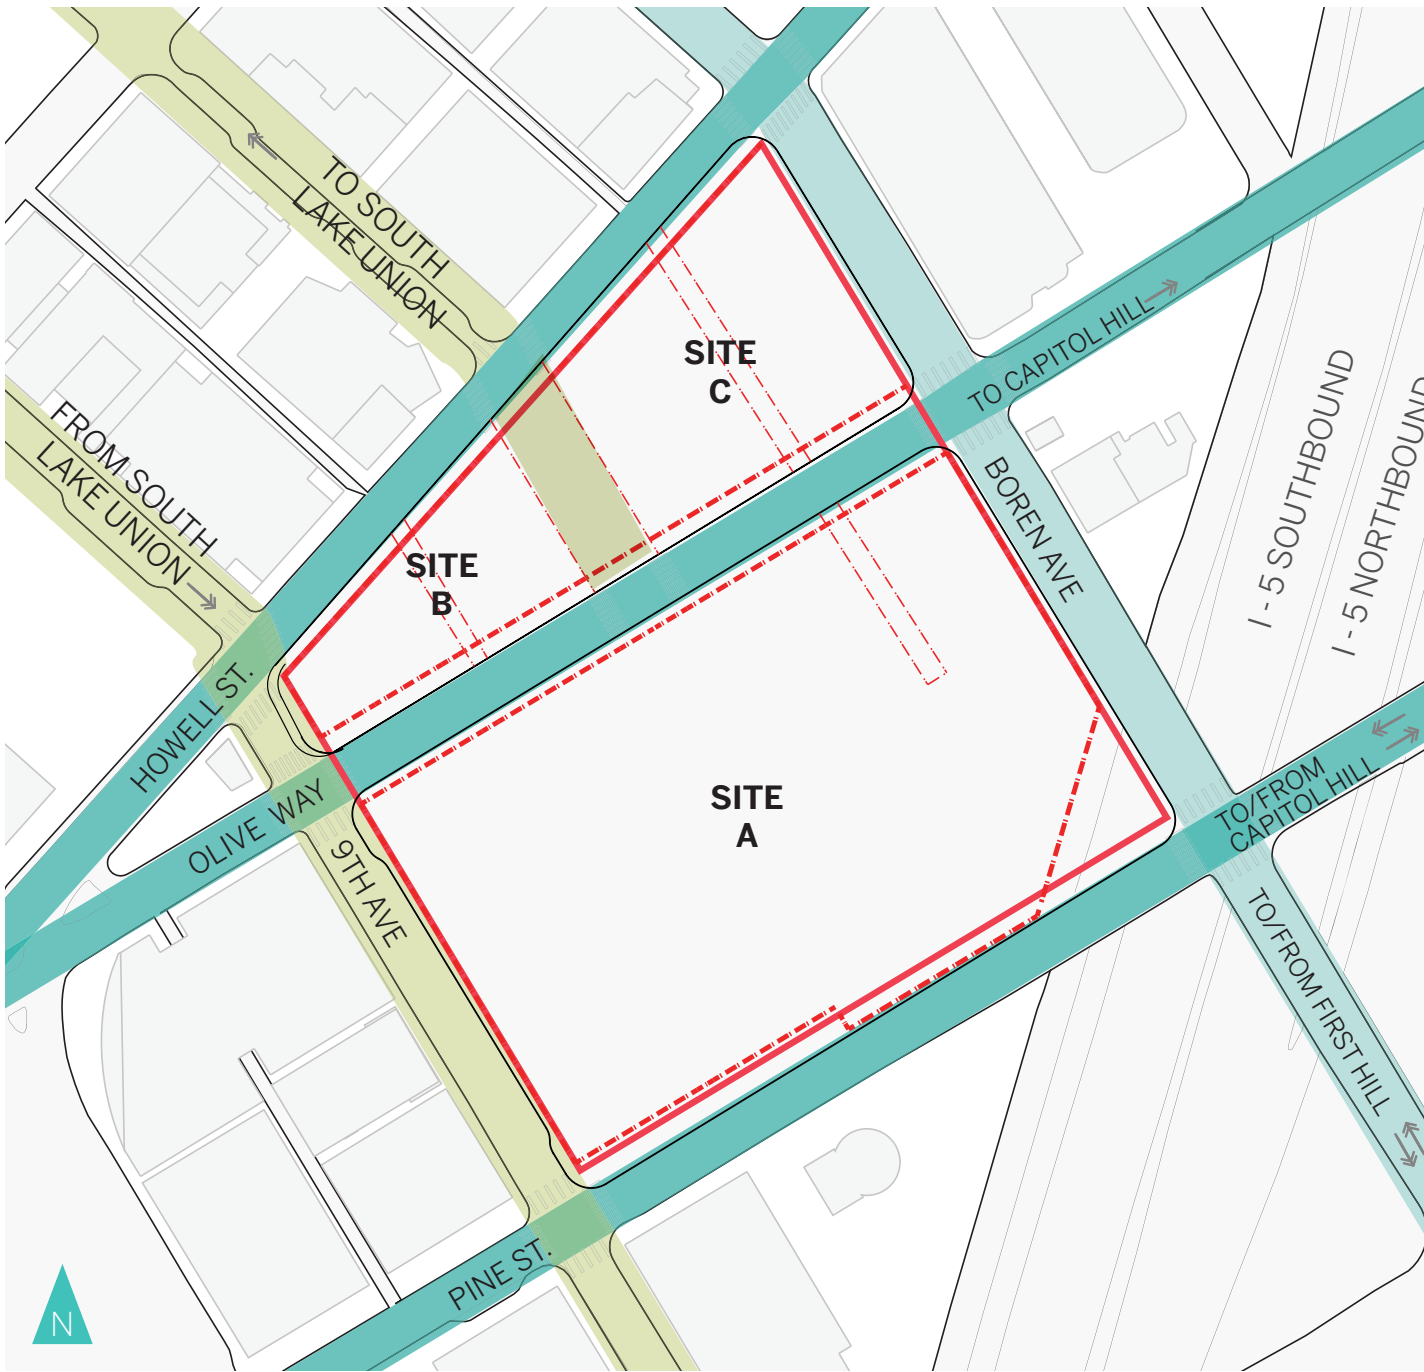 TO SOUTH
LAKE UNION
SITE
C
TO CAPITOL HILL
I - 5 SOUTHBOUND
I - 5 NORTHBOUND
FROM SOUTH
LAKE UNION
BOREN AVE
SITE
B
HOWELL ST.
OLIVE WAY
9TH AVE
SITE
A
TO/FROM
CAPITOL HILL
TO/FROM FIRST HILL
PINE ST.
N